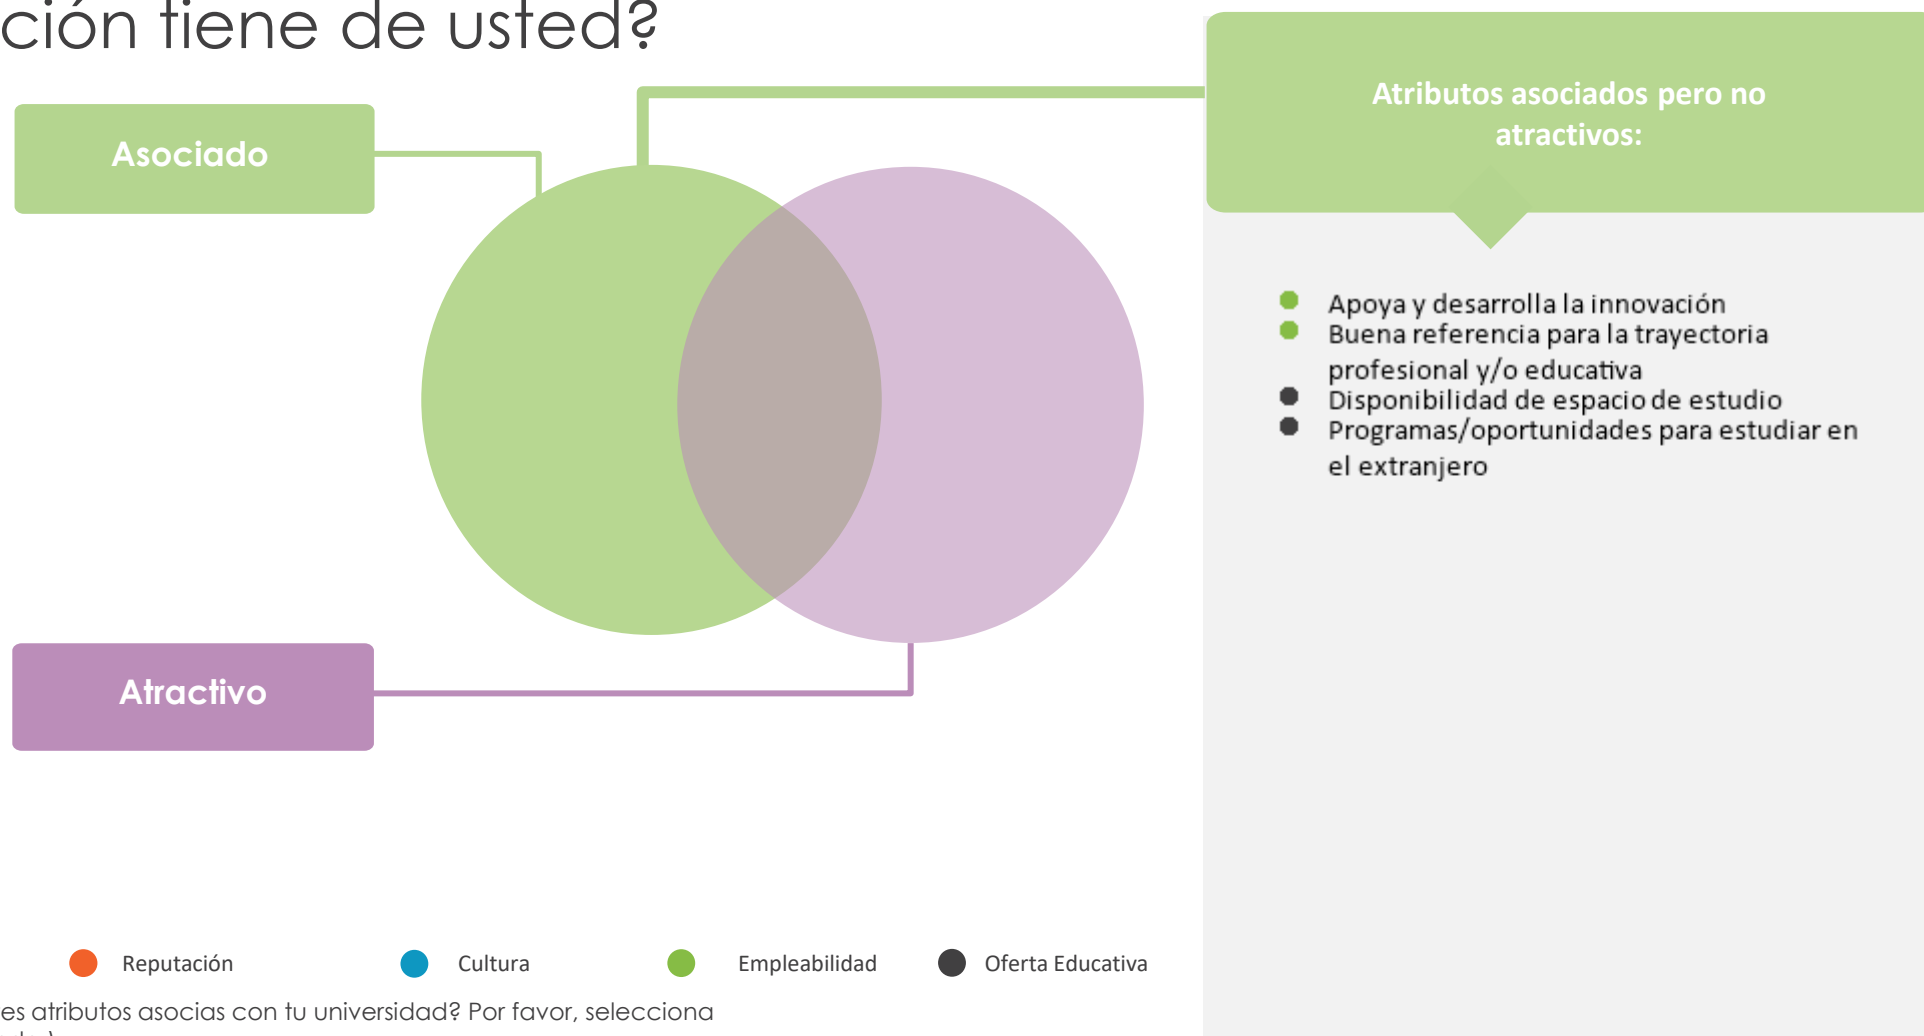 ción tiene de usted?
Asociado
Atributos asociados pero no
atractivos:
Apoya y desarrolla la innovación
Buena referencia para la trayectoria
profesional y/o educativa
Disponibilidad de espacio de estudio
Programas/oportunidades para estudiar en
el extranjero
Atractivo
Reputación
Cultura
Empleabilidad
Oferta Educativa
es atributos asocias con tu universidad? Por favor, selecciona